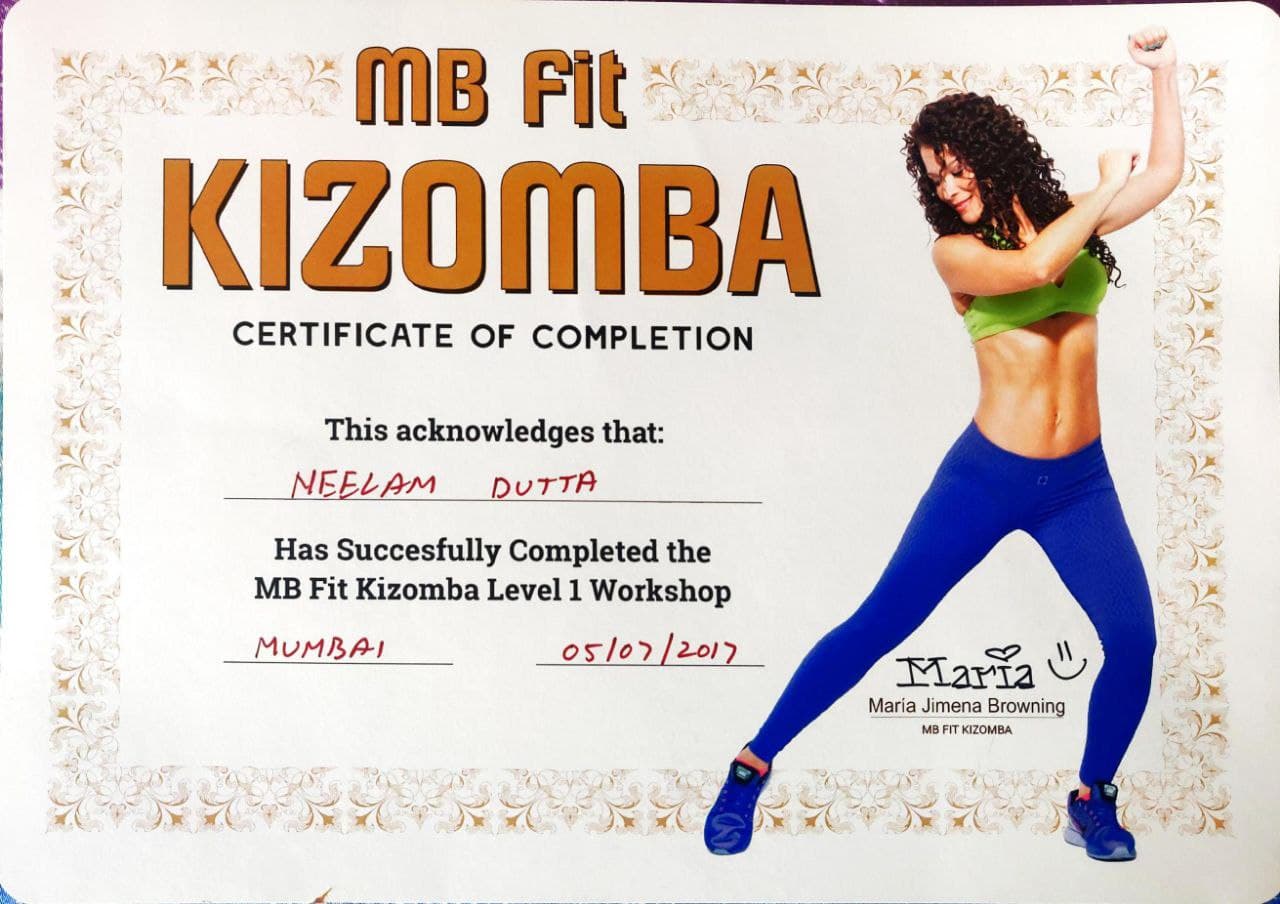 MB Fit
KIZOMBA
CERTIFICATE OF COMPLETION
This acknowledges that:
NEELAM DUTTA
Has Succesfully Completed the
MB Fit Kizomba Level 1 Workshop
MUMBAI 05/07/2017
Maria
María Jimena Browning
MB FIT KIZOMBA